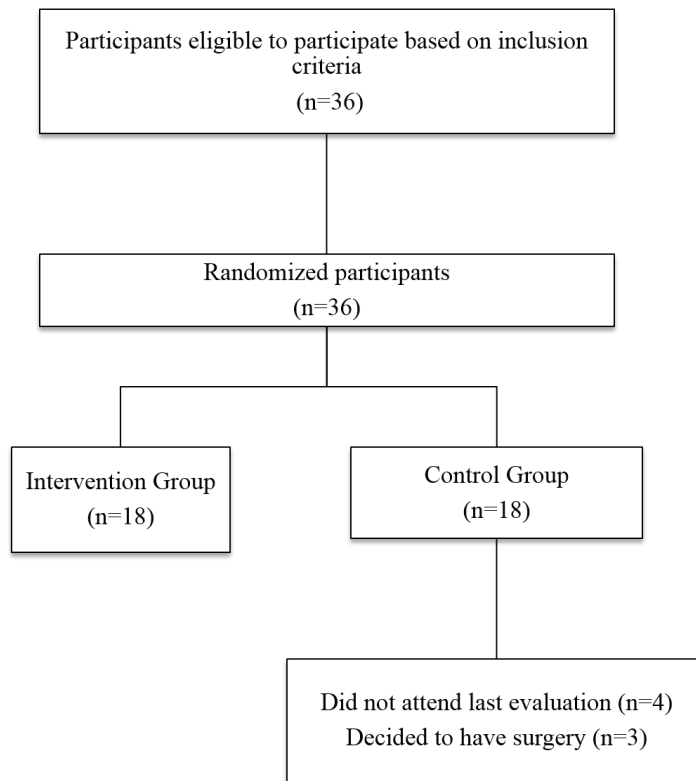 Participants eligible to participate based on inclusion
criteria
(n=36)
Randomized participants
(n=36)
Intervention Group
(n=18)
Control Group
(n=18)
Did not attend last evaluation (n=4)
Decided to have surgery (n=3)